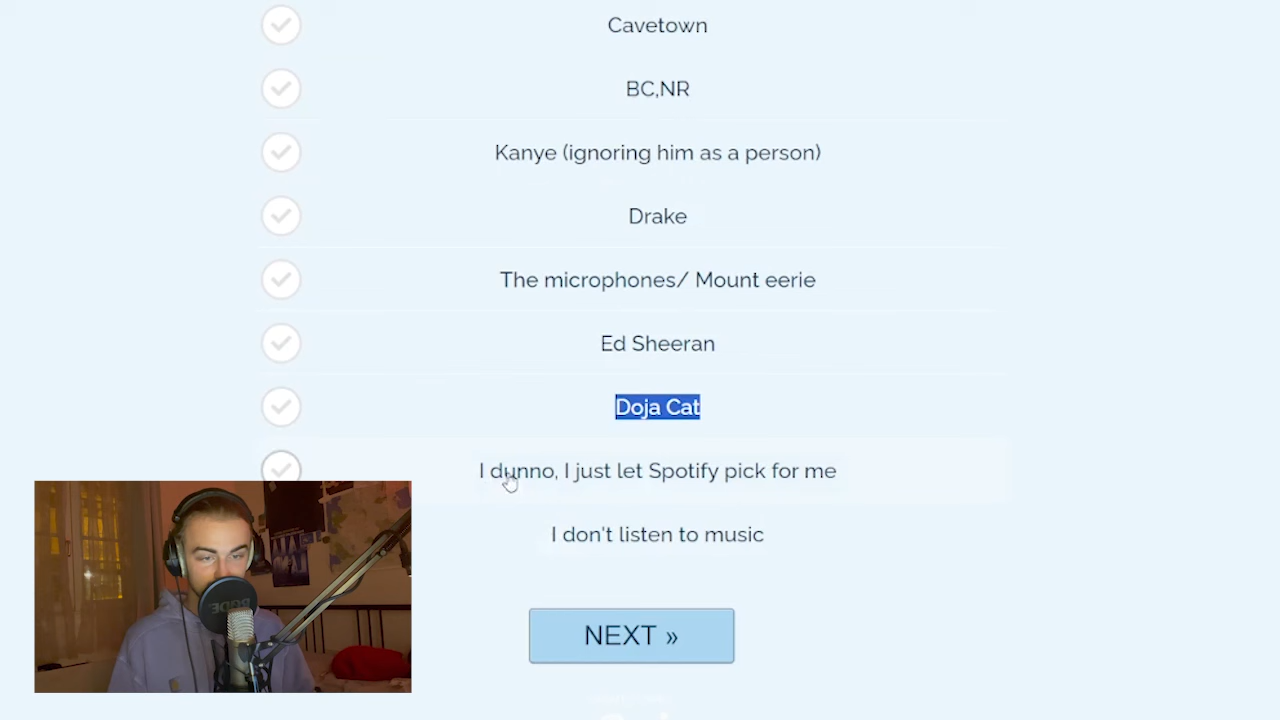 Cavetown
BC,NR
Kanye (ignoring him as a person)
Drake
The microphones/ Mount eerie
Ed Sheeran
Doja Cat
I dunno, I just let Spotify pick for me
I don't listen to music
NEXT »